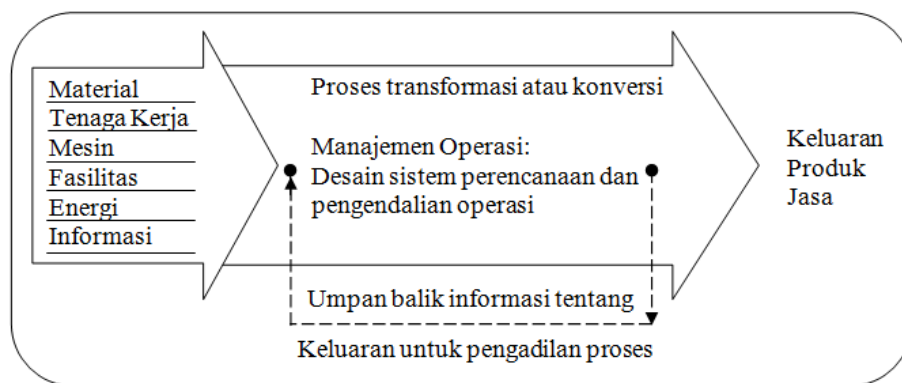 Material
Tenaga Kerja
Mesin
Fasilitas
Energi
Informasi
Proses transformasi atau konversi
Manajemen Operasi:
Desain sistem perencanaan dan
pengendalian operasi
Umpan balik informasi tentang
Keluaran untuk pengadilan proses
Keluaran
Produk
Jasa